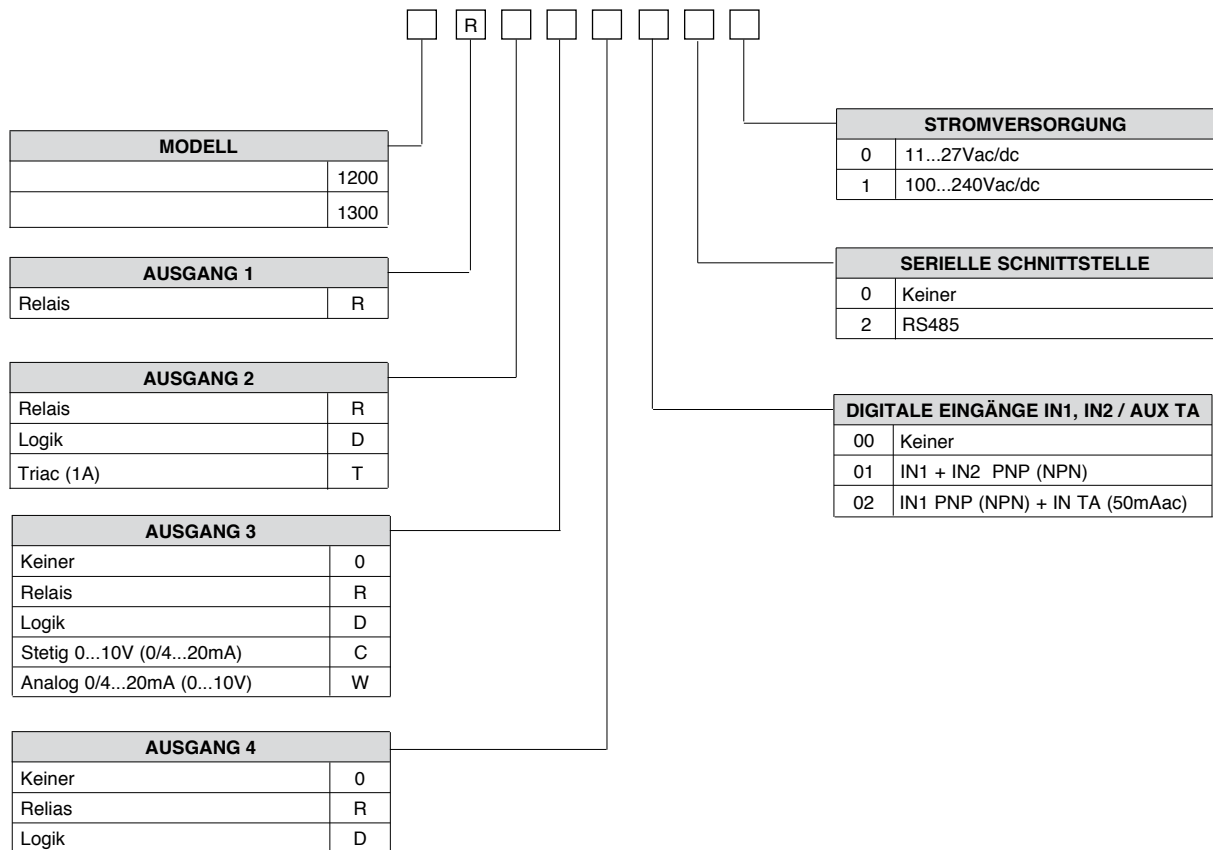 R
MODELL
1200
1300
AUSGANG 1
Relais R
AUSGANG 2
Relais R
Logik D
Triac (1A) T
AUSGANG 3
Keiner 0
Relais R
Logik D
Stetig 0...10V (0/4...20mA) C
Analog 0/4...20mA (0...10V) W
AUSGANG 4
Keiner 0
Relias R
Logik D
STROMVERSORGUNG
0 11...27Vac/dc
1 100...240Vac/dc
SERIELLE SCHNITTSTELLE
0 Keiner
2 RS485
DIGITALE EINGÄNGE IN1, IN2 / AUX TA
00 Keiner
01 IN1 + IN2 PNP (NPN)
02 IN1 PNP (NPN) + IN TA (50mAac)